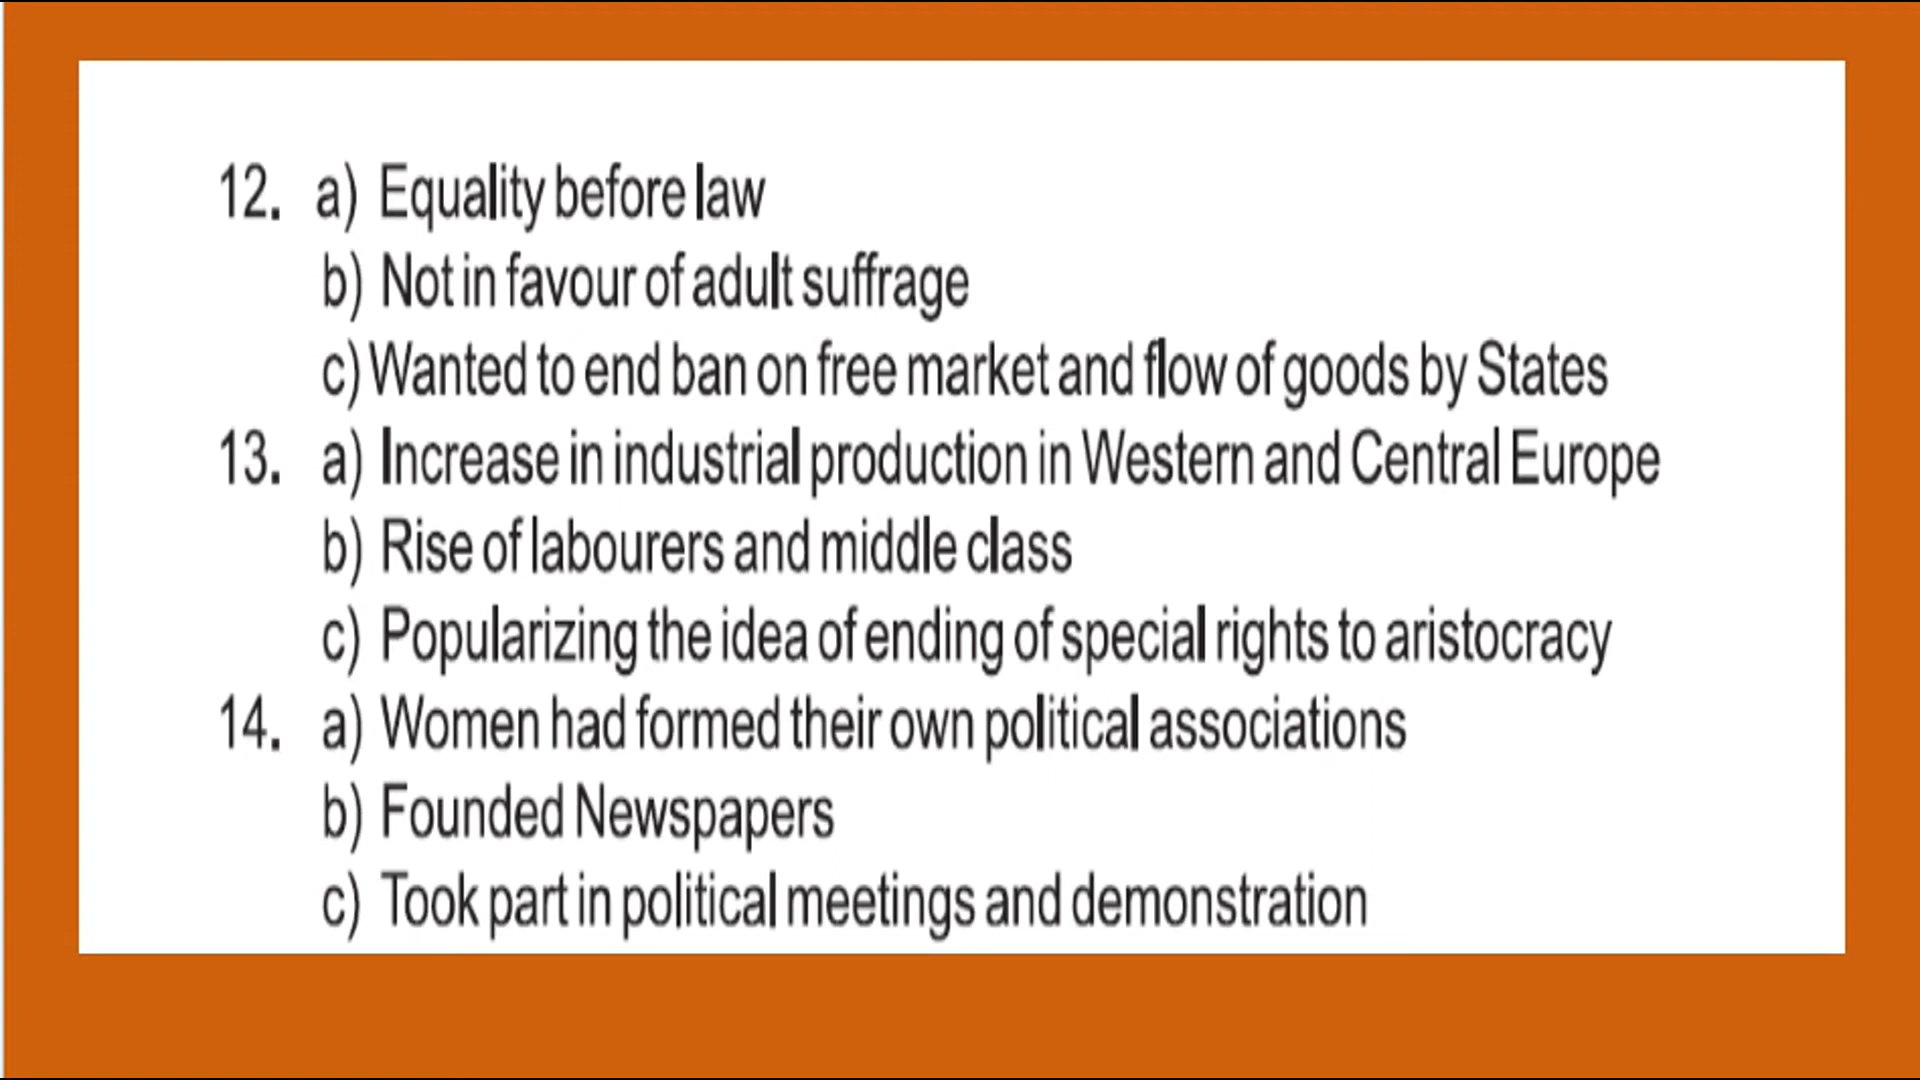 12. a) Equality before law
b) Not in favour of adult suffrage
c) Wanted to end ban on free market and flow of goods by States
13. a) Increase in industrial production in Western and Central Europe
b) Rise of labourers and middle class
c) Popularizing the idea of ending of special rights to aristocracy
14. a) Women had formed their own political associations
b) Founded Newspapers
c) Took part in political meetings and demonstration